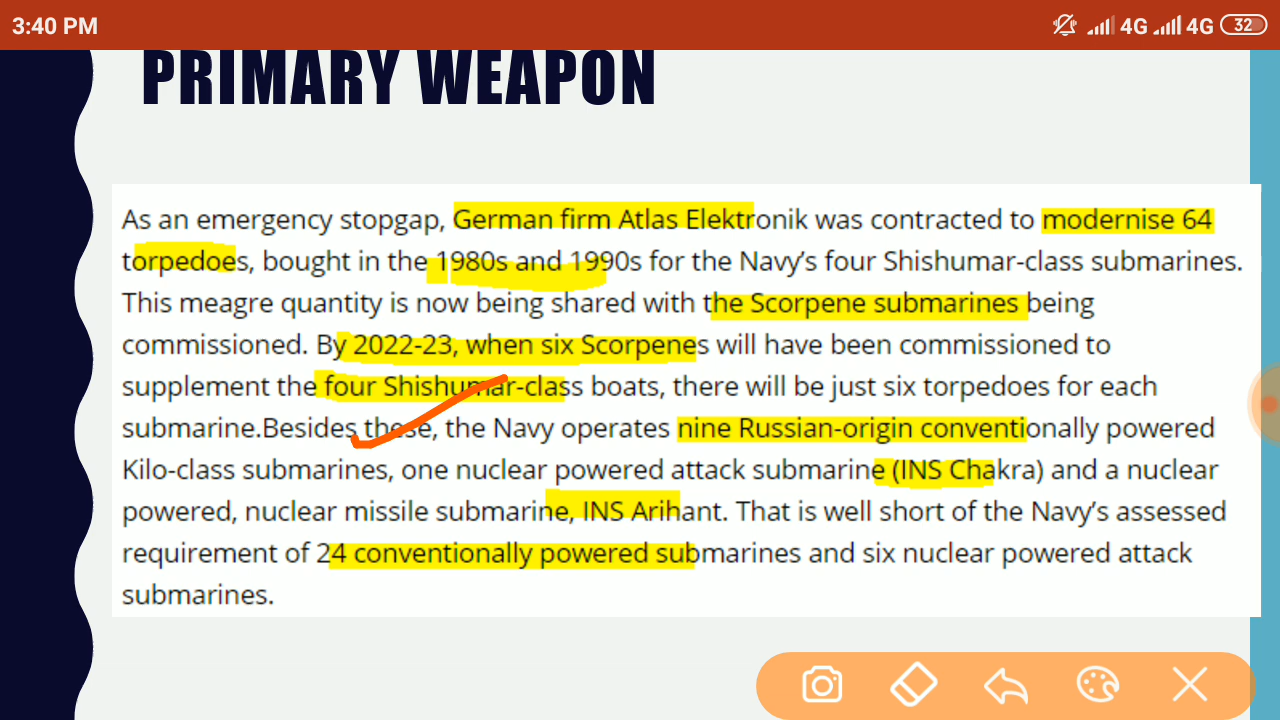 3:40 PM 4G 4G 32
PRIMARY WEAPON
As an emergency stopgap, German firm Atlas Elektronik was contracted to modernise 64
torpedoes, bought in the 1980s and 1990s for the Navy’s four Shishumar-class submarines.
This meagre quantity is now being shared with the Scorpene submarines being
commissioned. By 2022-23, when six Scorpenes will have been commissioned to
supplement the four Shishumar-class boats, there will be just six torpedoes for each
submarine.Besides these, the Navy operates nine Russian-origin conventionally powered
Kilo-class submarines, one nuclear powered attack submarine (INS Chakra) and a nuclear
powered, nuclear missile submarine, INS Arihant. That is well short of the Navy’s assessed
requirement of 24 conventionally powered submarines and six nuclear powered attack
submarines.